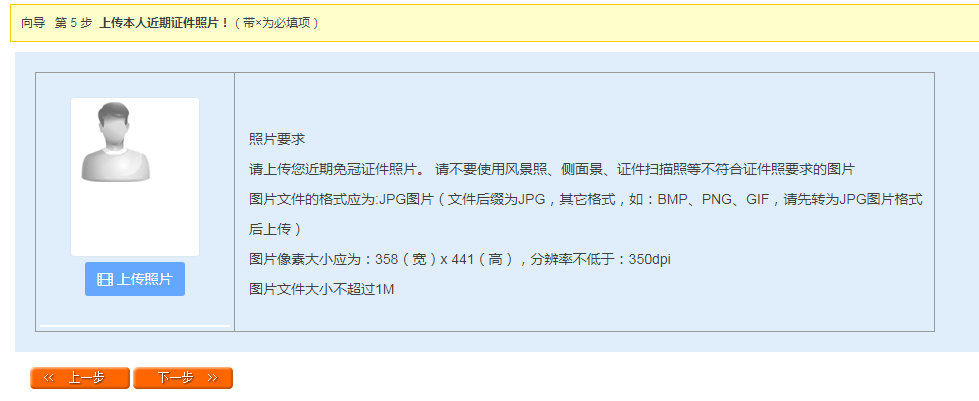 向导 第 5 步 上传本人近期证件照片！（带×为必填项）
照片要求
请上传您近期免冠证件照片。 请不要使用风景照、侧面景、证件扫描照等不符合证件照要求的图片
图片文件的格式应为:JPG图片（文件后缀为JPG，其它格式，如：BMP、PNG、GIF，请先转为JPG图片格式
后上传）
图片像素大小应为：358（宽）x 441（高），分辨率不低于：350dpi
图片文件大小不超过1M
上传照片
上一步
下一步